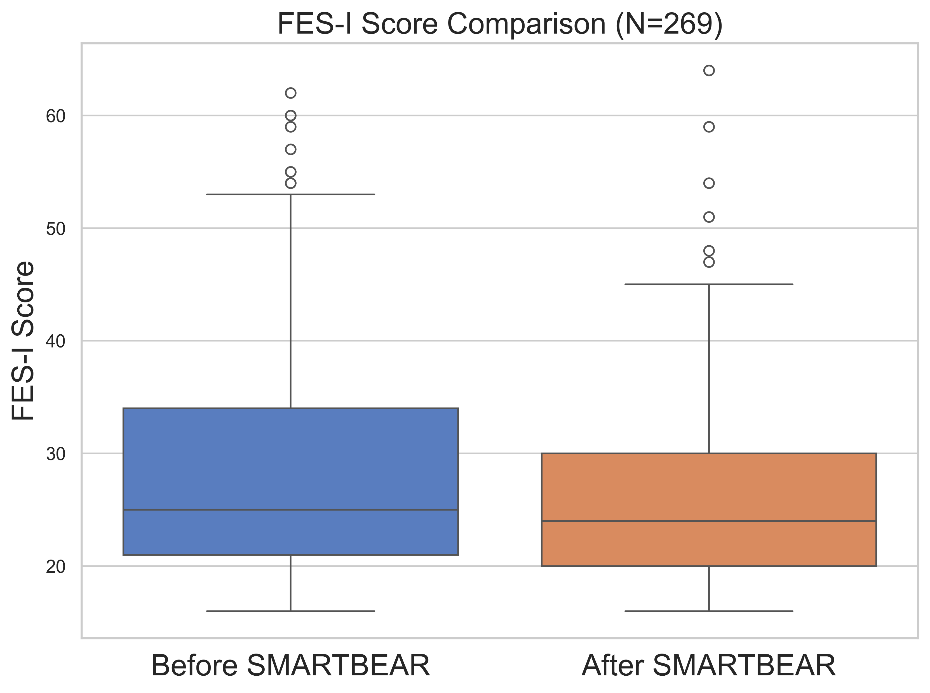 FES-I Score Comparison (N=269)
FES-I Score
60
50
40
30
20
Before SMARTBEAR
After SMARTBEAR